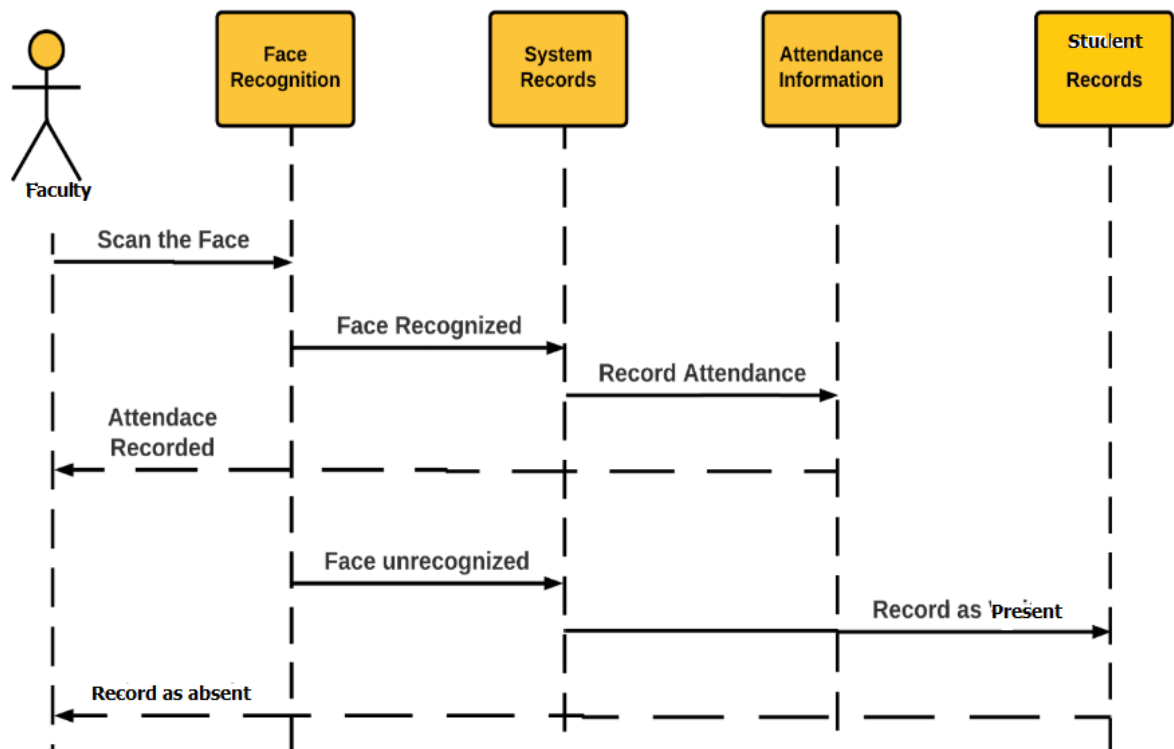 Face
Recognition
System
Records
Attendance
Information
Student
Records
Faculty
Scan the Face
Face Recognized
Record Attendance
Attendace
Recorded
Face unrecognized
Record as Present
Record as absent